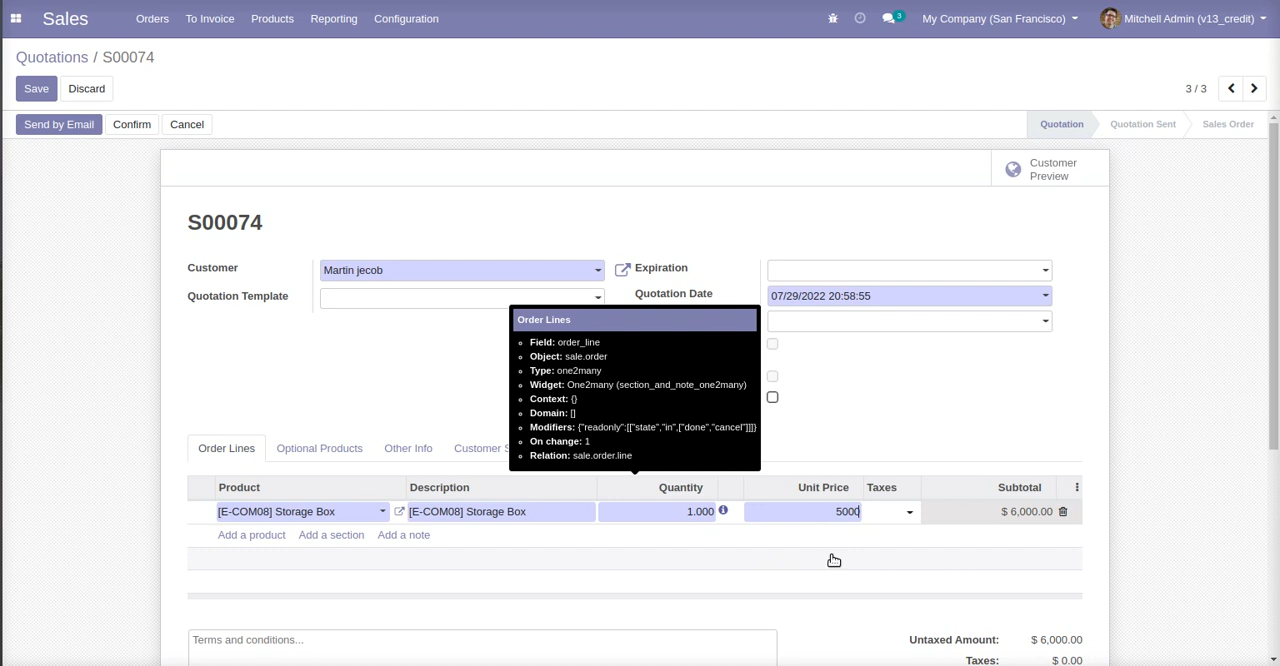 Sales Orders To Invoice Products Reporting Configuration 3 My Company (San Francisco) Mitchell Admin (v13_credit)
Quotations / S00074
Save Discard 3 / 3
Send by Email Confirm Cancel Quotation Quotation Sent Sales Order
Customer
Preview
S00074
Customer Martin jecob Expiration
Quotation Template Quotation Date 07/29/2022 20:58:55
Order Lines
Field: order_line
Object: sale.order
Type: one2many
Widget: One2many (section_and_note_one2many)
Context: {}
Domain: []
Modifiers: {"readonly":[["state","in",["done","cancel"]]]}
On change: 1
Relation: sale.order.line
Order Lines Optional Products Other Info Customer
Product Description Quantity Unit Price Taxes Subtotal
[E-COM08] Storage Box [E-COM08] Storage Box 1.000 5000 $ 6,000.00
Add a product Add a section Add a note
Terms and conditions... Untaxed Amount: $ 6,000.00
Taxes: $ 0.00